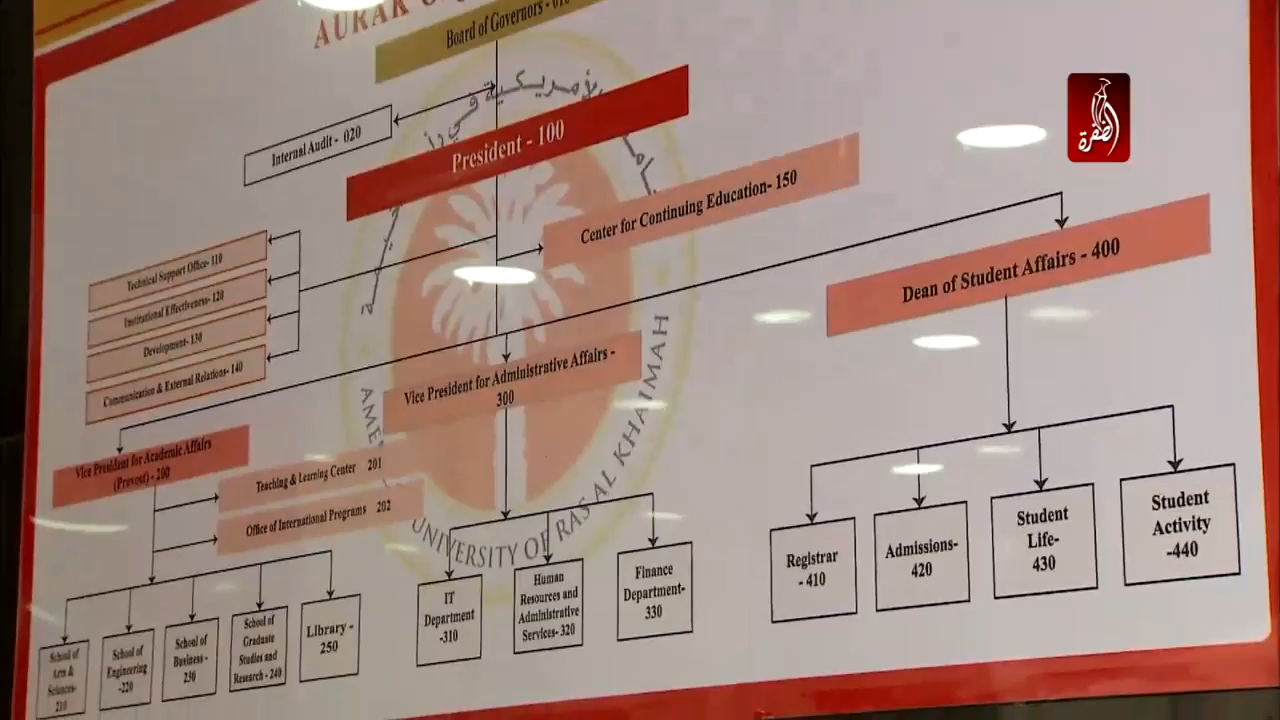 AURAK
Board of Governors - 010
Internal Audit - 020
President - 100
Center for Continuing Education- 150
Technical Support Office- 110
Institutional Effectiveness- 120
Development- 130
Communication & External Relations- 140
Dean of Student Affairs - 400
Vice President for Administrative Affairs -
300
Vice President for Academic Affairs
(Provost) - 200
Teaching & Learning Center 201
Office of International Programs 202
School of
Arts &
Sciences-
210
School of
Engineering
-220
School of
Business -
230
School of
Graduate
Studies and
Research - 240
Library -
250
IT
Department
-310
Human
Resources and
Administrative
Services- 320
Finance
Department-
330
Registrar
- 410
Admissions-
420
Student
Life-
430
Student
Activity
-440
الأمريكية في
UNIVERSITY OF RAS AL KHAIMAH
الظفرة